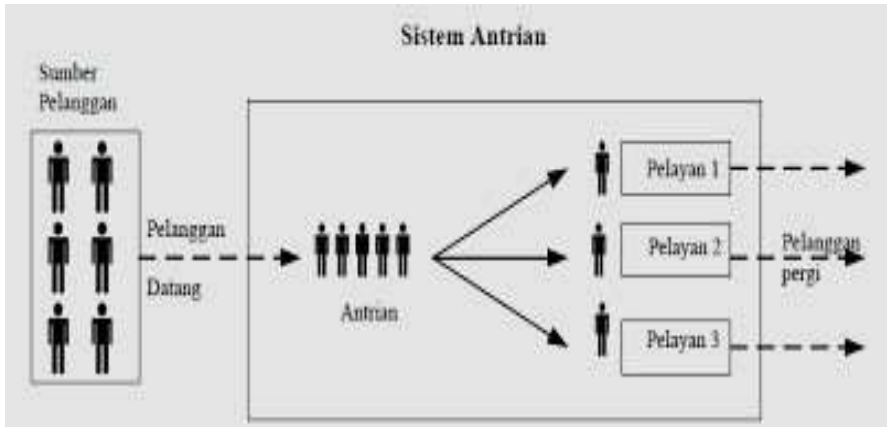 Sistem Antrian
Sumber
Pelanggan
Pelanggan
Datang
Antrian
Pelayan 1
Pelayan 2
Pelayan 3
Pelanggan
pergi